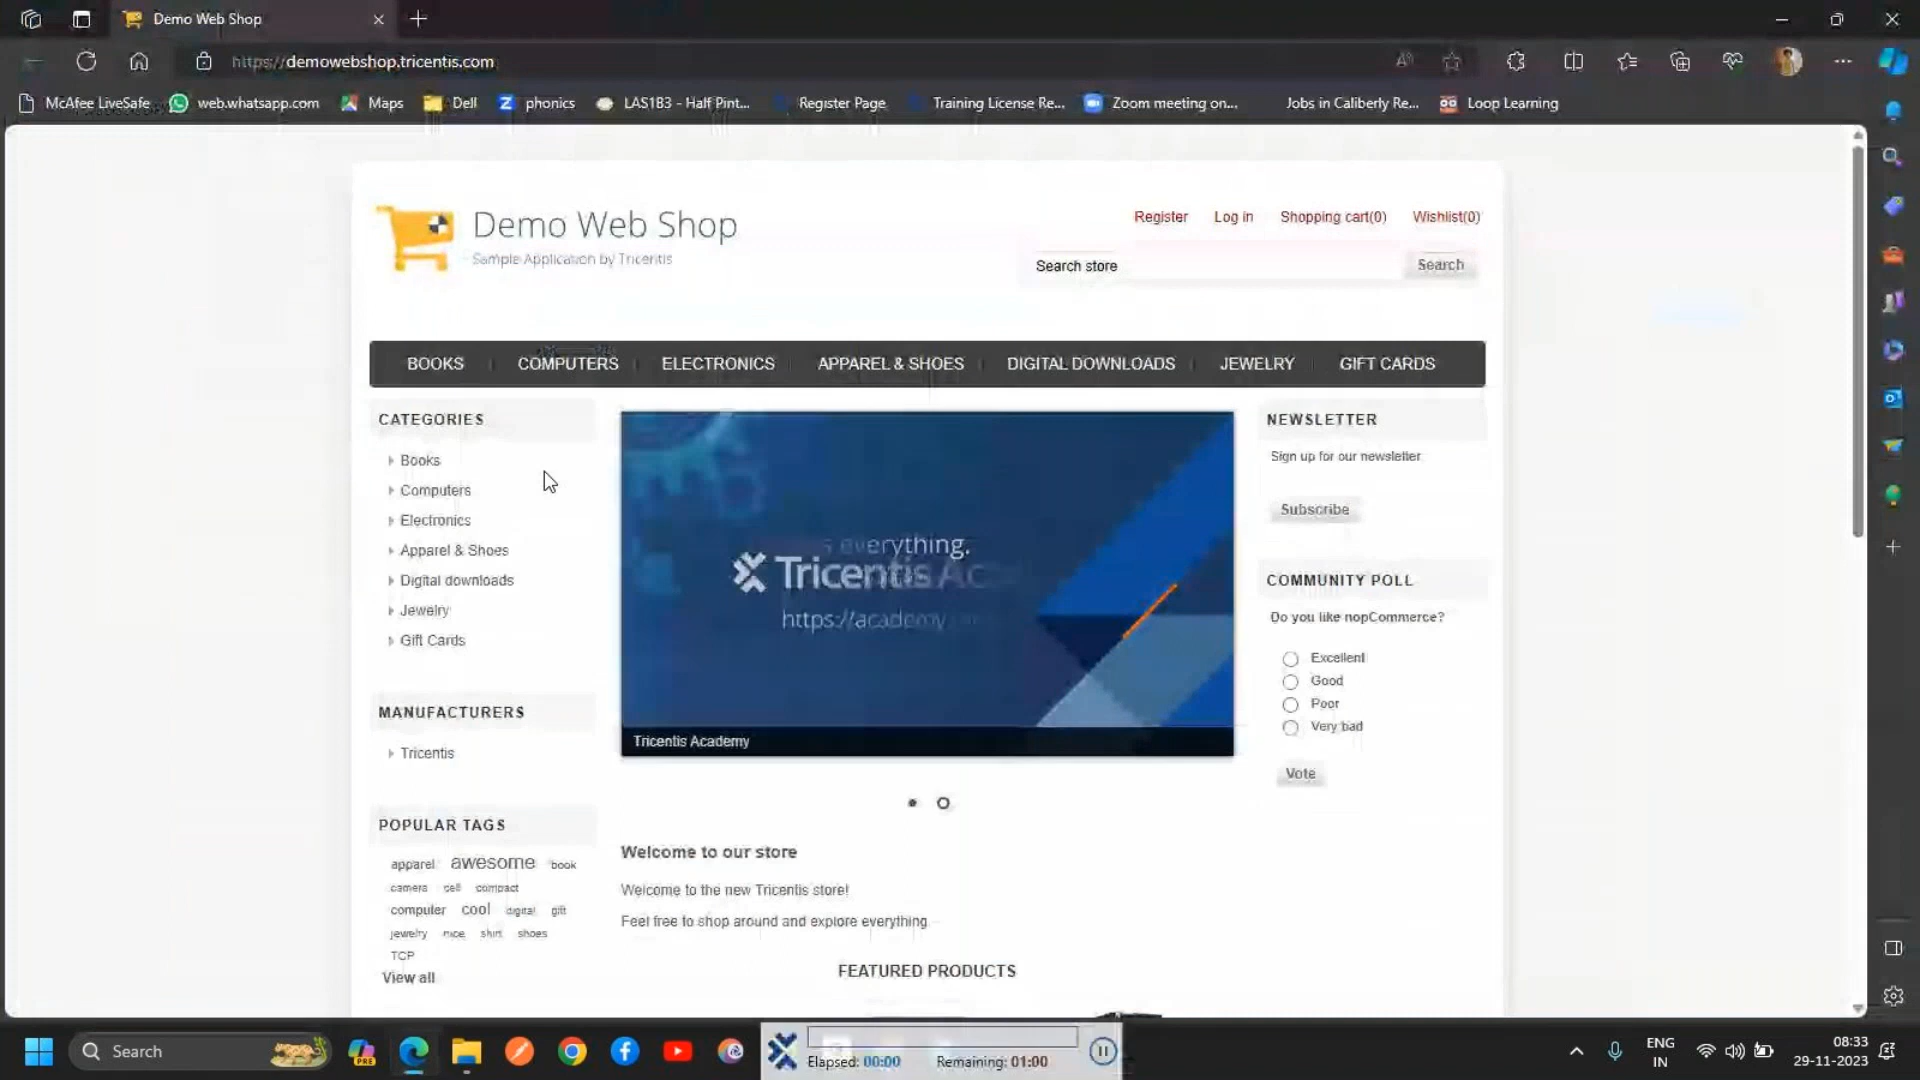 Demo Web Shop
https://demowebshop.tricentis.com
McAfee LiveSafe
web.whatsapp.com
Maps
Dell
phonics
LAS1B3 - Half Pint...
Register Page
Training License Re...
Zoom meeting on...
Jobs in Caliberly Re...
Loop Learning
Demo Web Shop
Sample Application by Tricentis
Register
Log in
Shopping cart(0)
Wishlist(0)
Search store
Search
BOOKS
COMPUTERS
ELECTRONICS
APPAREL & SHOES
DIGITAL DOWNLOADS
JEWELRY
GIFT CARDS
CATEGORIES
Books
Computers
Electronics
Apparel & Shoes
Digital downloads
Jewelry
Gift Cards
MANUFACTURERS
Tricentis
POPULAR TAGS
apparel awesome book
camera cell compact
computer cool digital gift
jewelry nice shirt shoes
TCP
View all
everything.
Tricentis Ac
https://academy
Tricentis Academy
Welcome to our store
Welcome to the new Tricentis store!
Feel free to shop around and explore everything
FEATURED PRODUCTS
NEWSLETTER
Sign up for our newsletter
Subscribe
COMMUNITY POLL
Do you like nopCommerce?
Excellent
Good
Poor
Very bad
Vote
Search
PRE
Elapsed: 00:00
Remaining: 01:00
ENG
IN
08:33
29-11-2023